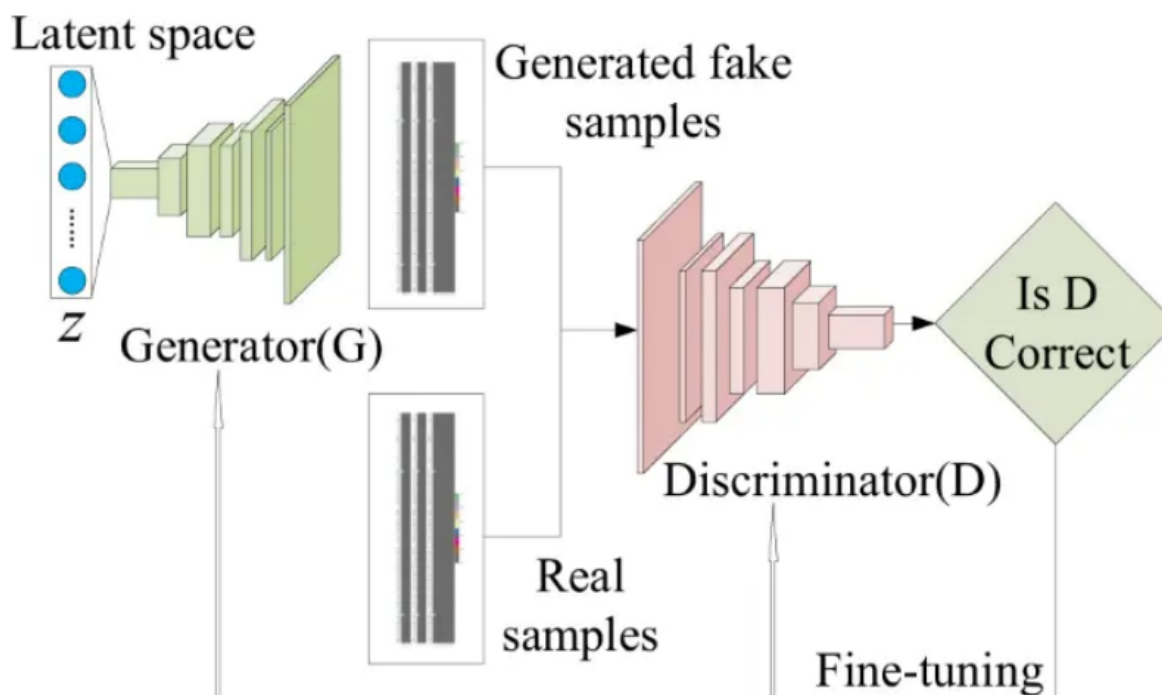 Latent space
Generated fake
samples
z
Generator(G)
Is D
Correct
Discriminator(D)
Real
samples
Fine-tuning